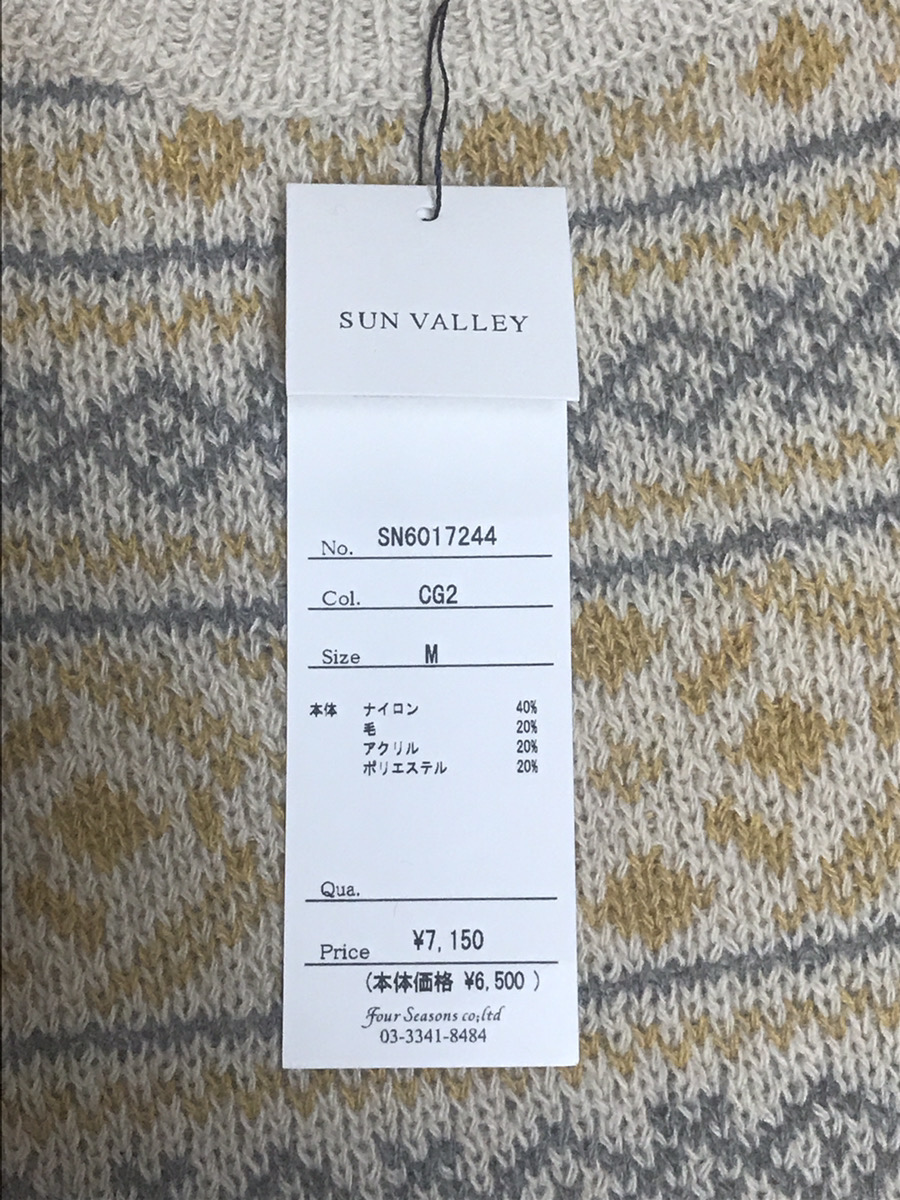 SUN VALLEY
No. SN6017244
Col. CG2
Size M
本体 ナイロン 40%
毛 20%
アクリル 20%
ポリエステル 20%
Qua.
Price ¥7,150
(本体価格 ¥6,500 )
Four Seasons co;ltd
03-3341-8484